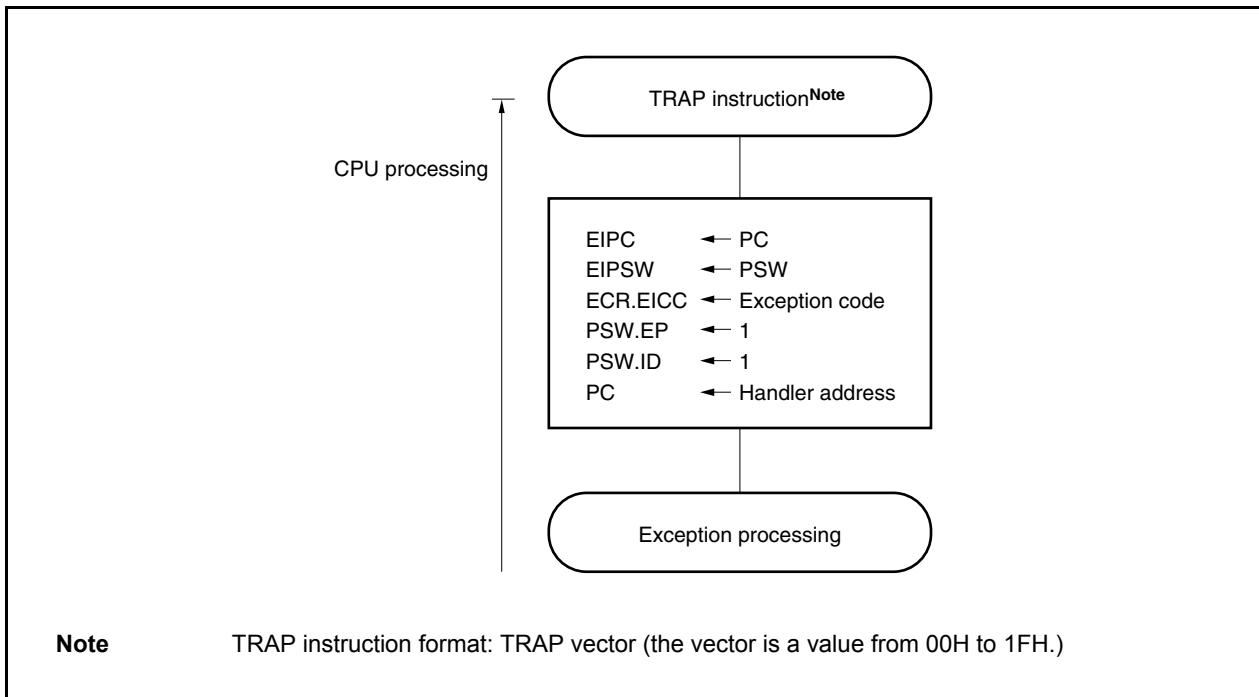 TRAP instructionNote
CPU processing
EIPC ← PC
EIPSW ← PSW
ECR.EICC ← Exception code
PSW.EP ← 1
PSW.ID ← 1
PC ← Handler address
Exception processing
Note TRAP instruction format: TRAP vector (the vector is a value from 00H to 1FH.)